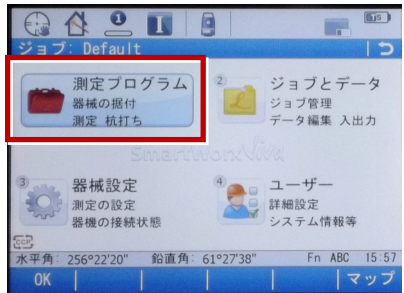 ジョブ: Default
測定プログラム
器械の据付
測定 杭打ち
② ジョブとデータ
ジョブ管理
データ編集 入出力
SmartWorx Viva
③ 器械設定
測定の設定
器機の接続状態
④ ユーザー
詳細設定
システム情報等
CCP
水平角: 256°22'20" 鉛直角: 61°27'38" Fn ABC 15:57
OK マップ